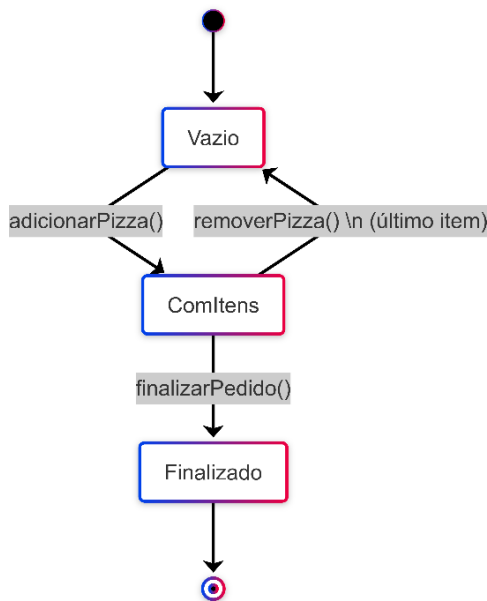 Vazio
adicionarPizza()
removerPizza() \n (último item)
ComItens
finalizarPedido()
Finalizado